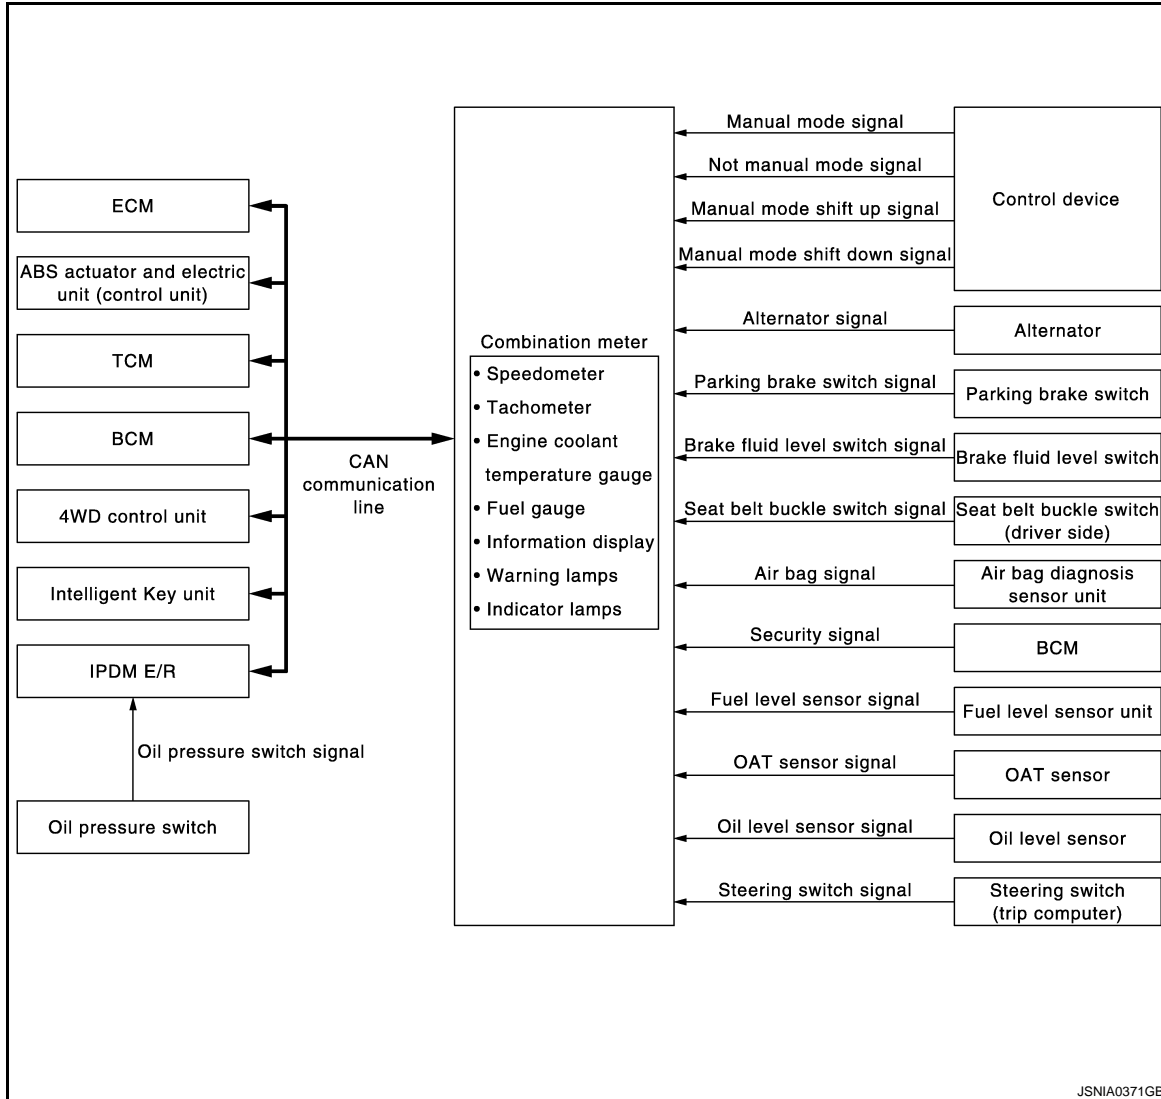 ECM
ABS actuator and electric
unit (control unit)
TCM
BCM
4WD control unit
Intelligent Key unit
IPDM E/R
Oil pressure switch signal
Oil pressure switch
CAN
communication
line
Combination meter
• Speedometer
• Tachometer
• Engine coolant
temperature gauge
• Fuel gauge
• Information display
• Warning lamps
• Indicator lamps
Manual mode signal
Not manual mode signal
Manual mode shift up signal
Manual mode shift down signal
Control device
Alternator signal
Alternator
Parking brake switch signal
Parking brake switch
Brake fluid level switch signal
Brake fluid level switch
Seat belt buckle switch signal
Seat belt buckle switch
(driver side)
Air bag signal
Air bag diagnosis
sensor unit
Security signal
BCM
Fuel level sensor signal
Fuel level sensor unit
OAT sensor signal
OAT sensor
Oil level sensor signal
Oil level sensor
Steering switch signal
Steering switch
(trip computer)
JSNIA0371GB